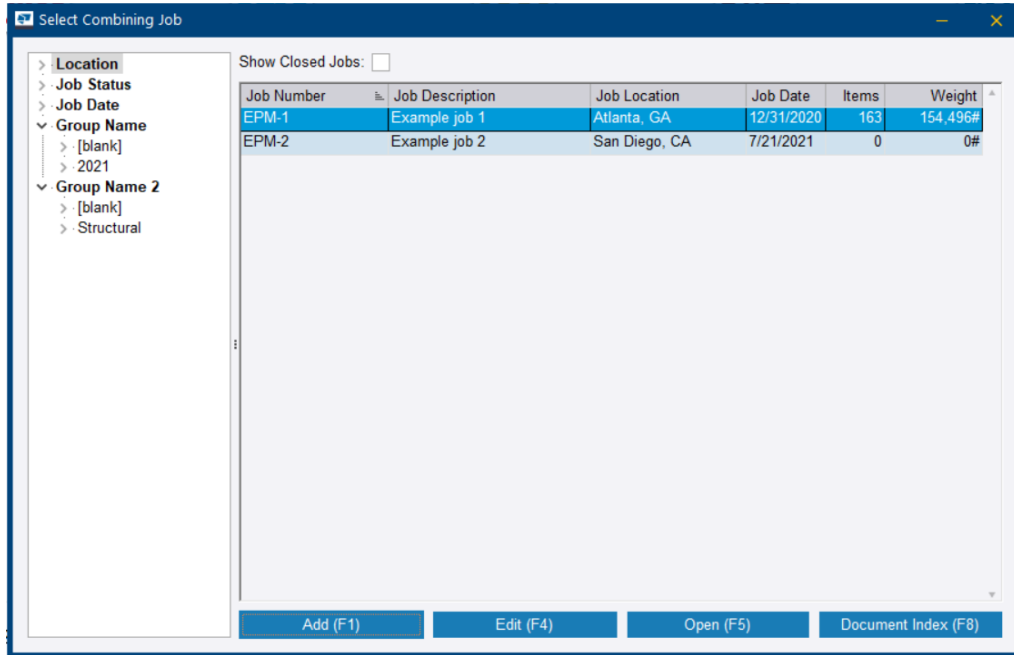 Select Combining Job
Location
Job Status
Job Date
Group Name
[blank]
2021
Group Name 2
[blank]
Structural
Show Closed Jobs:
Job Number Job Description Job Location Job Date Items Weight
EPM-1 Example job 1 Atlanta, GA 12/31/2020 163 154,496#
EPM-2 Example job 2 San Diego, CA 7/21/2021 0 0#
Add (F1) Edit (F4) Open (F5) Document Index (F8)